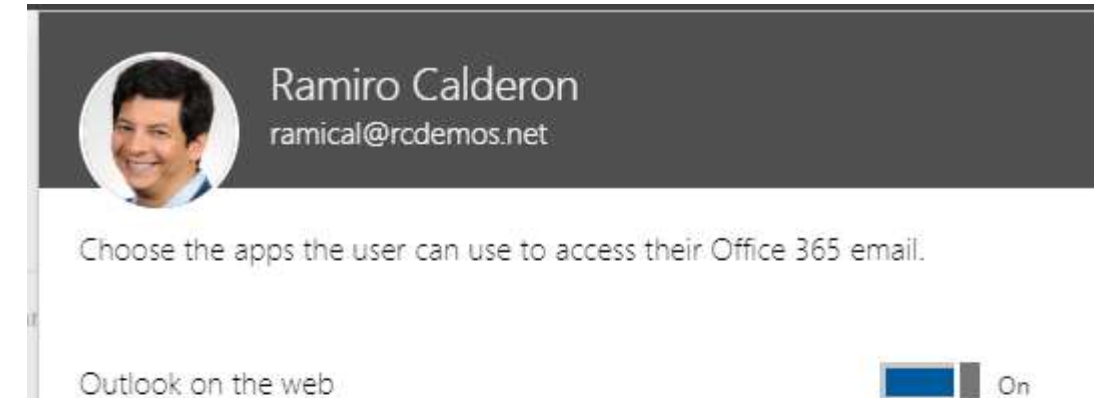 Ramiro Calderon
ramical@rcdemos.net
Choose the apps the user can use to access their Office 365 email.
Outlook on the web On